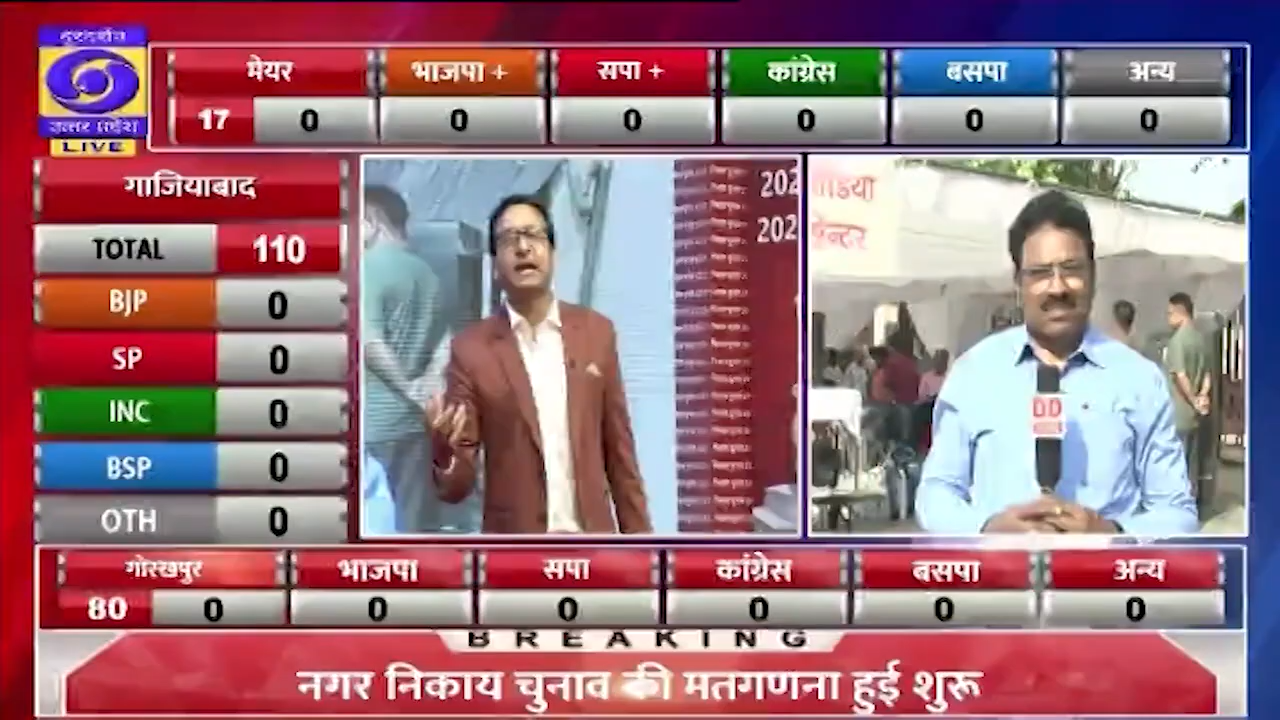 दूरदर्शन
उत्तर प्रदेश
LIVE
मेयर भाजपा + सपा + कांग्रेस बसपा अन्य
17 0 0 0 0 0 0
गाजियाबाद
TOTAL 110
BJP 0
SP 0
INC 0
BSP 0
OTH 0
202
202
मीडिया
सेन्टर
DD
गोरखपुर भाजपा सपा कांग्रेस बसपा अन्य
80 0 0 0 0 0 0
BREAKING
नगर निकाय चुनाव की मतगणना हुई शुरू